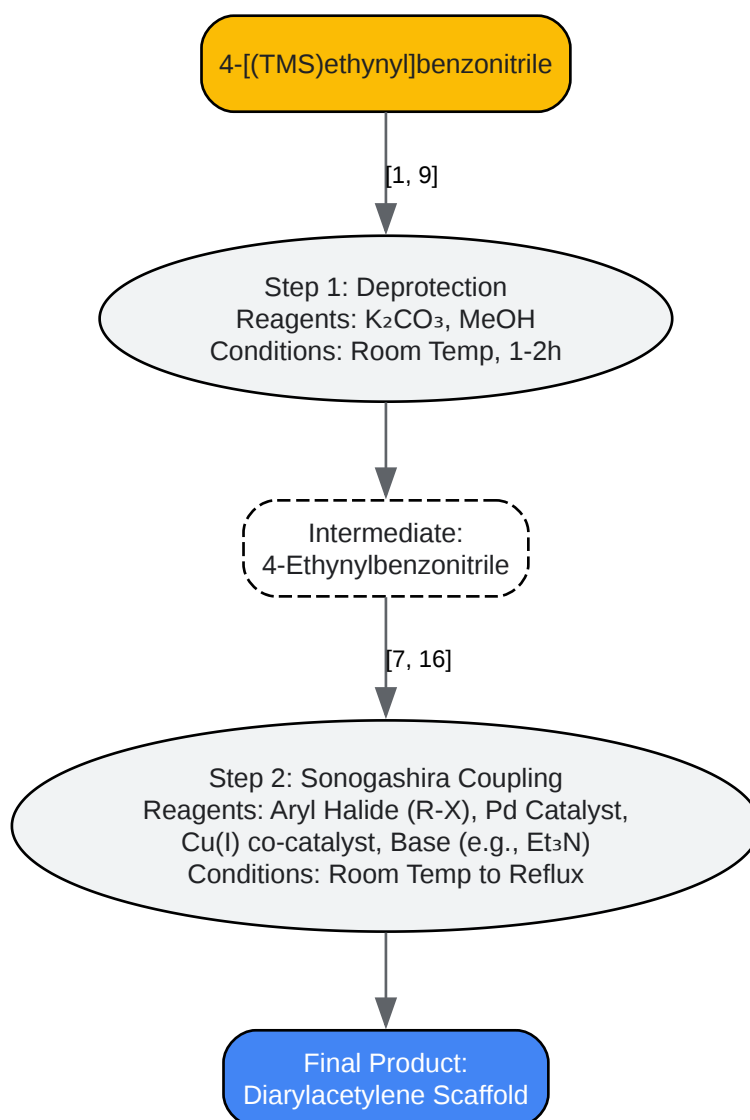 4-[(TMS)ethynyl]benzonitrile
[1, 9]
Step 1: Deprotection
Reagents: K₂CO₃, MeOH
Conditions: Room Temp, 1-2h
Intermediate:
4-Ethynylbenzonitrile
[7, 16]
Step 2: Sonogashira Coupling
Reagents: Aryl Halide (R-X), Pd Catalyst,
Cu(I) co-catalyst, Base (e.g., Et₃N)
Conditions: Room Temp to Reflux
Final Product:
Diarylacetylene Scaffold